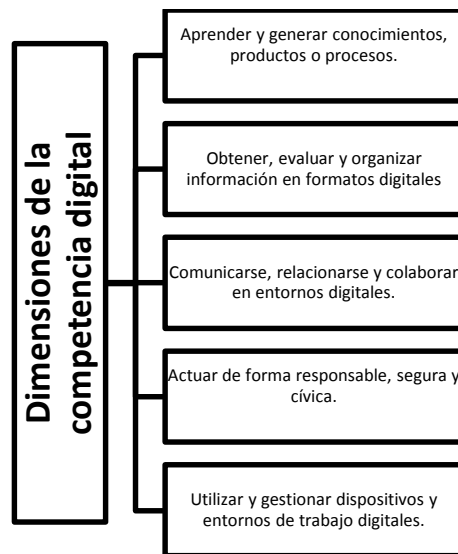 Dimensiones de la
competencia digital
Aprender y generar conocimientos,
productos o procesos.
Obtener, evaluar y organizar
información en formatos digitales
Comunicarse, relacionarse y colaborar
en entornos digitales.
Actuar de forma responsable, segura y
cívica.
Utilizar y gestionar dispositivos y
entornos de trabajo digitales.